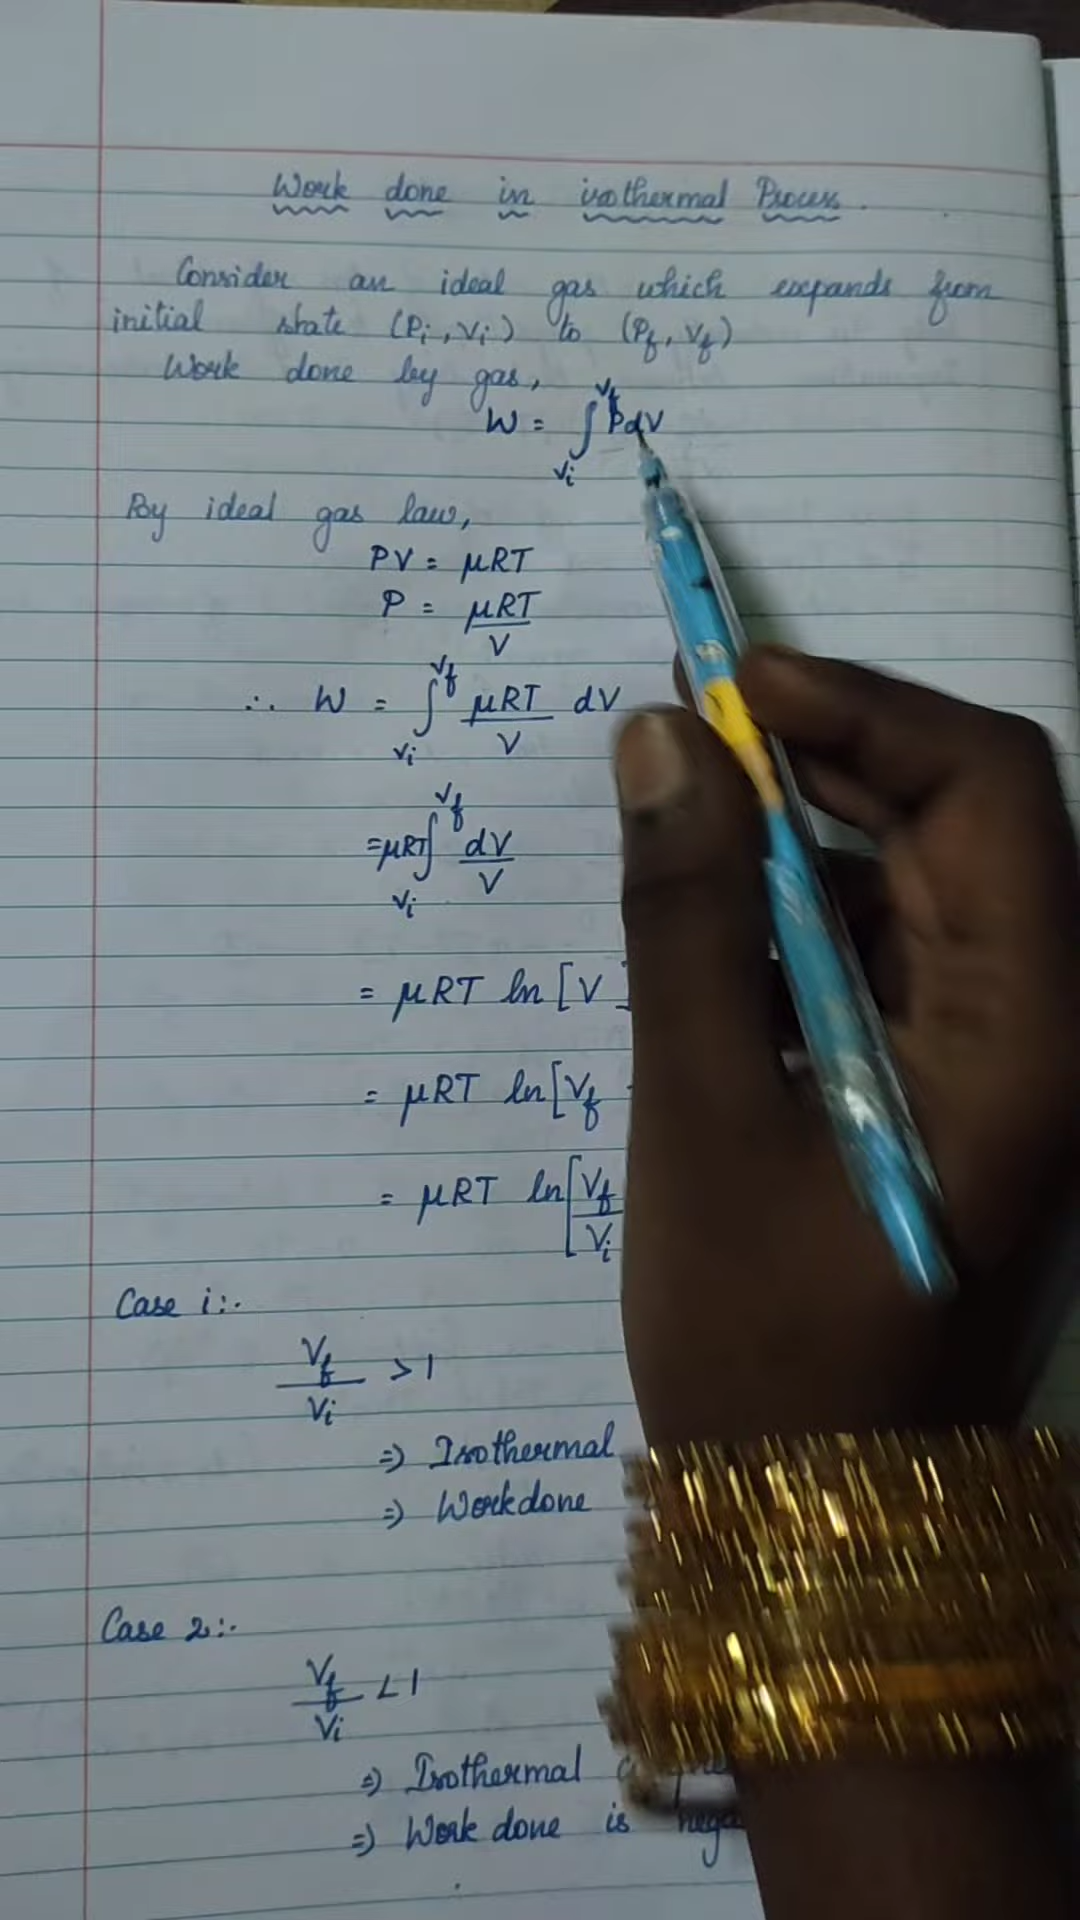 Work done in isothermal Process.
Consider an ideal gas which expands from
initial state (Pi, Vi) to (Pf, Vf)
Work done by gas,
W = ∫ Vi Vf PdV
By ideal gas law,
PV = μRT
P = μRT/V
∴ W = ∫ Vi Vf μRT/V dV
= μRT ∫ Vi Vf dV/V
= μRT ln [V ]
= μRT ln [Vf
= μRT ln [Vf/Vi
Case i:.
Vf/Vi > 1
⇒ Isothermal
⇒ Workdone
Case 2:.
Vf/Vi < 1
⇒ Isothermal
⇒ Work done is